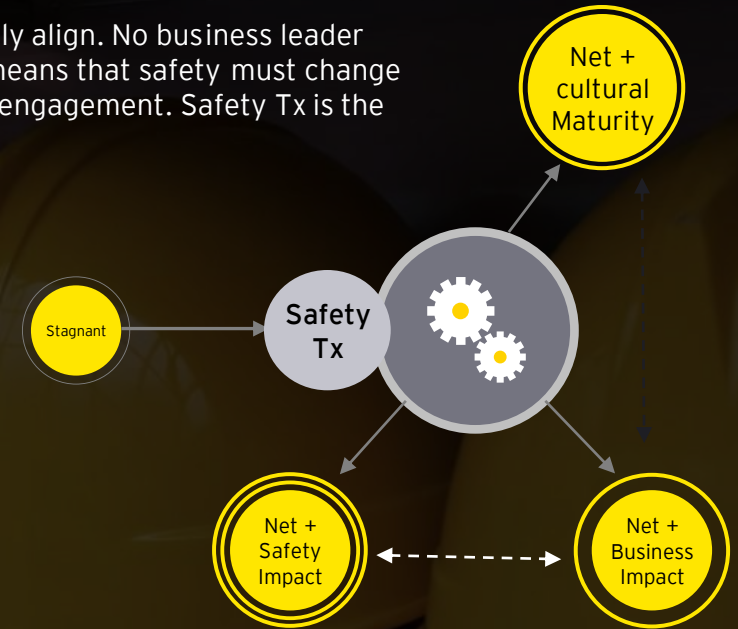 ly align. No business leader
means that safety must change
engagement. Safety Tx is the
Net +
cultural
Maturity
Stagnant
Safety
Tx
Net +
Safety
Impact
Net +
Business
Impact